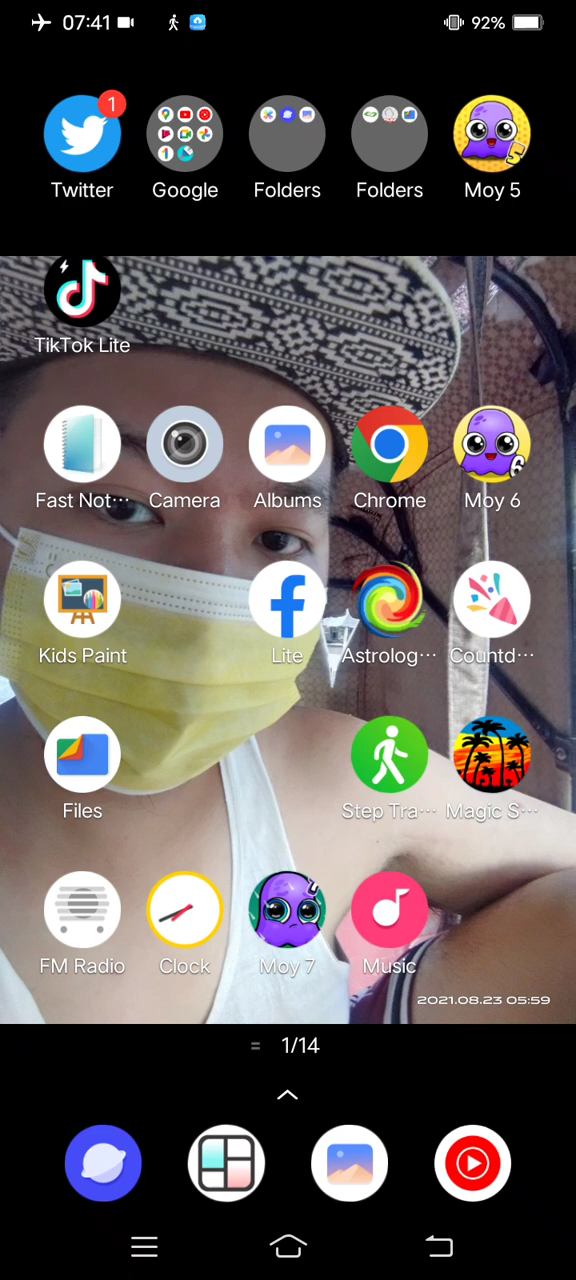 07:41
92%
1
Twitter
Google
Folders
Folders
Moy 5
TikTok Lite
Fast Not···
Camera
Albums
Chrome
Moy 6
Kids Paint
Lite
Astrolog···
Countd···
Files
Step Tra···
Magic S···
FM Radio
Clock
Moy 7
Music
2021.08.23 05:59
1/14